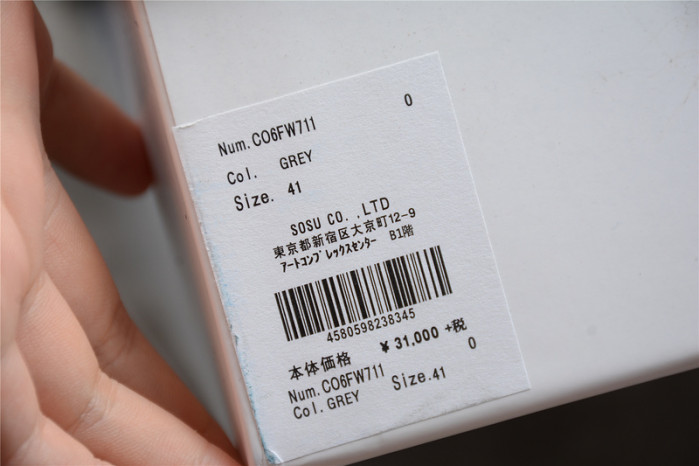 Num.CO6FW711 0
Col. GREY
Size. 41
SOSU CO. ,LTD
東京都新宿区大京町12-9
アートコンプレックスセンター B1階
4580598238345
本体価格 ¥31,000 +税
Num.CO6FW711 0
Col.GREY Size.41